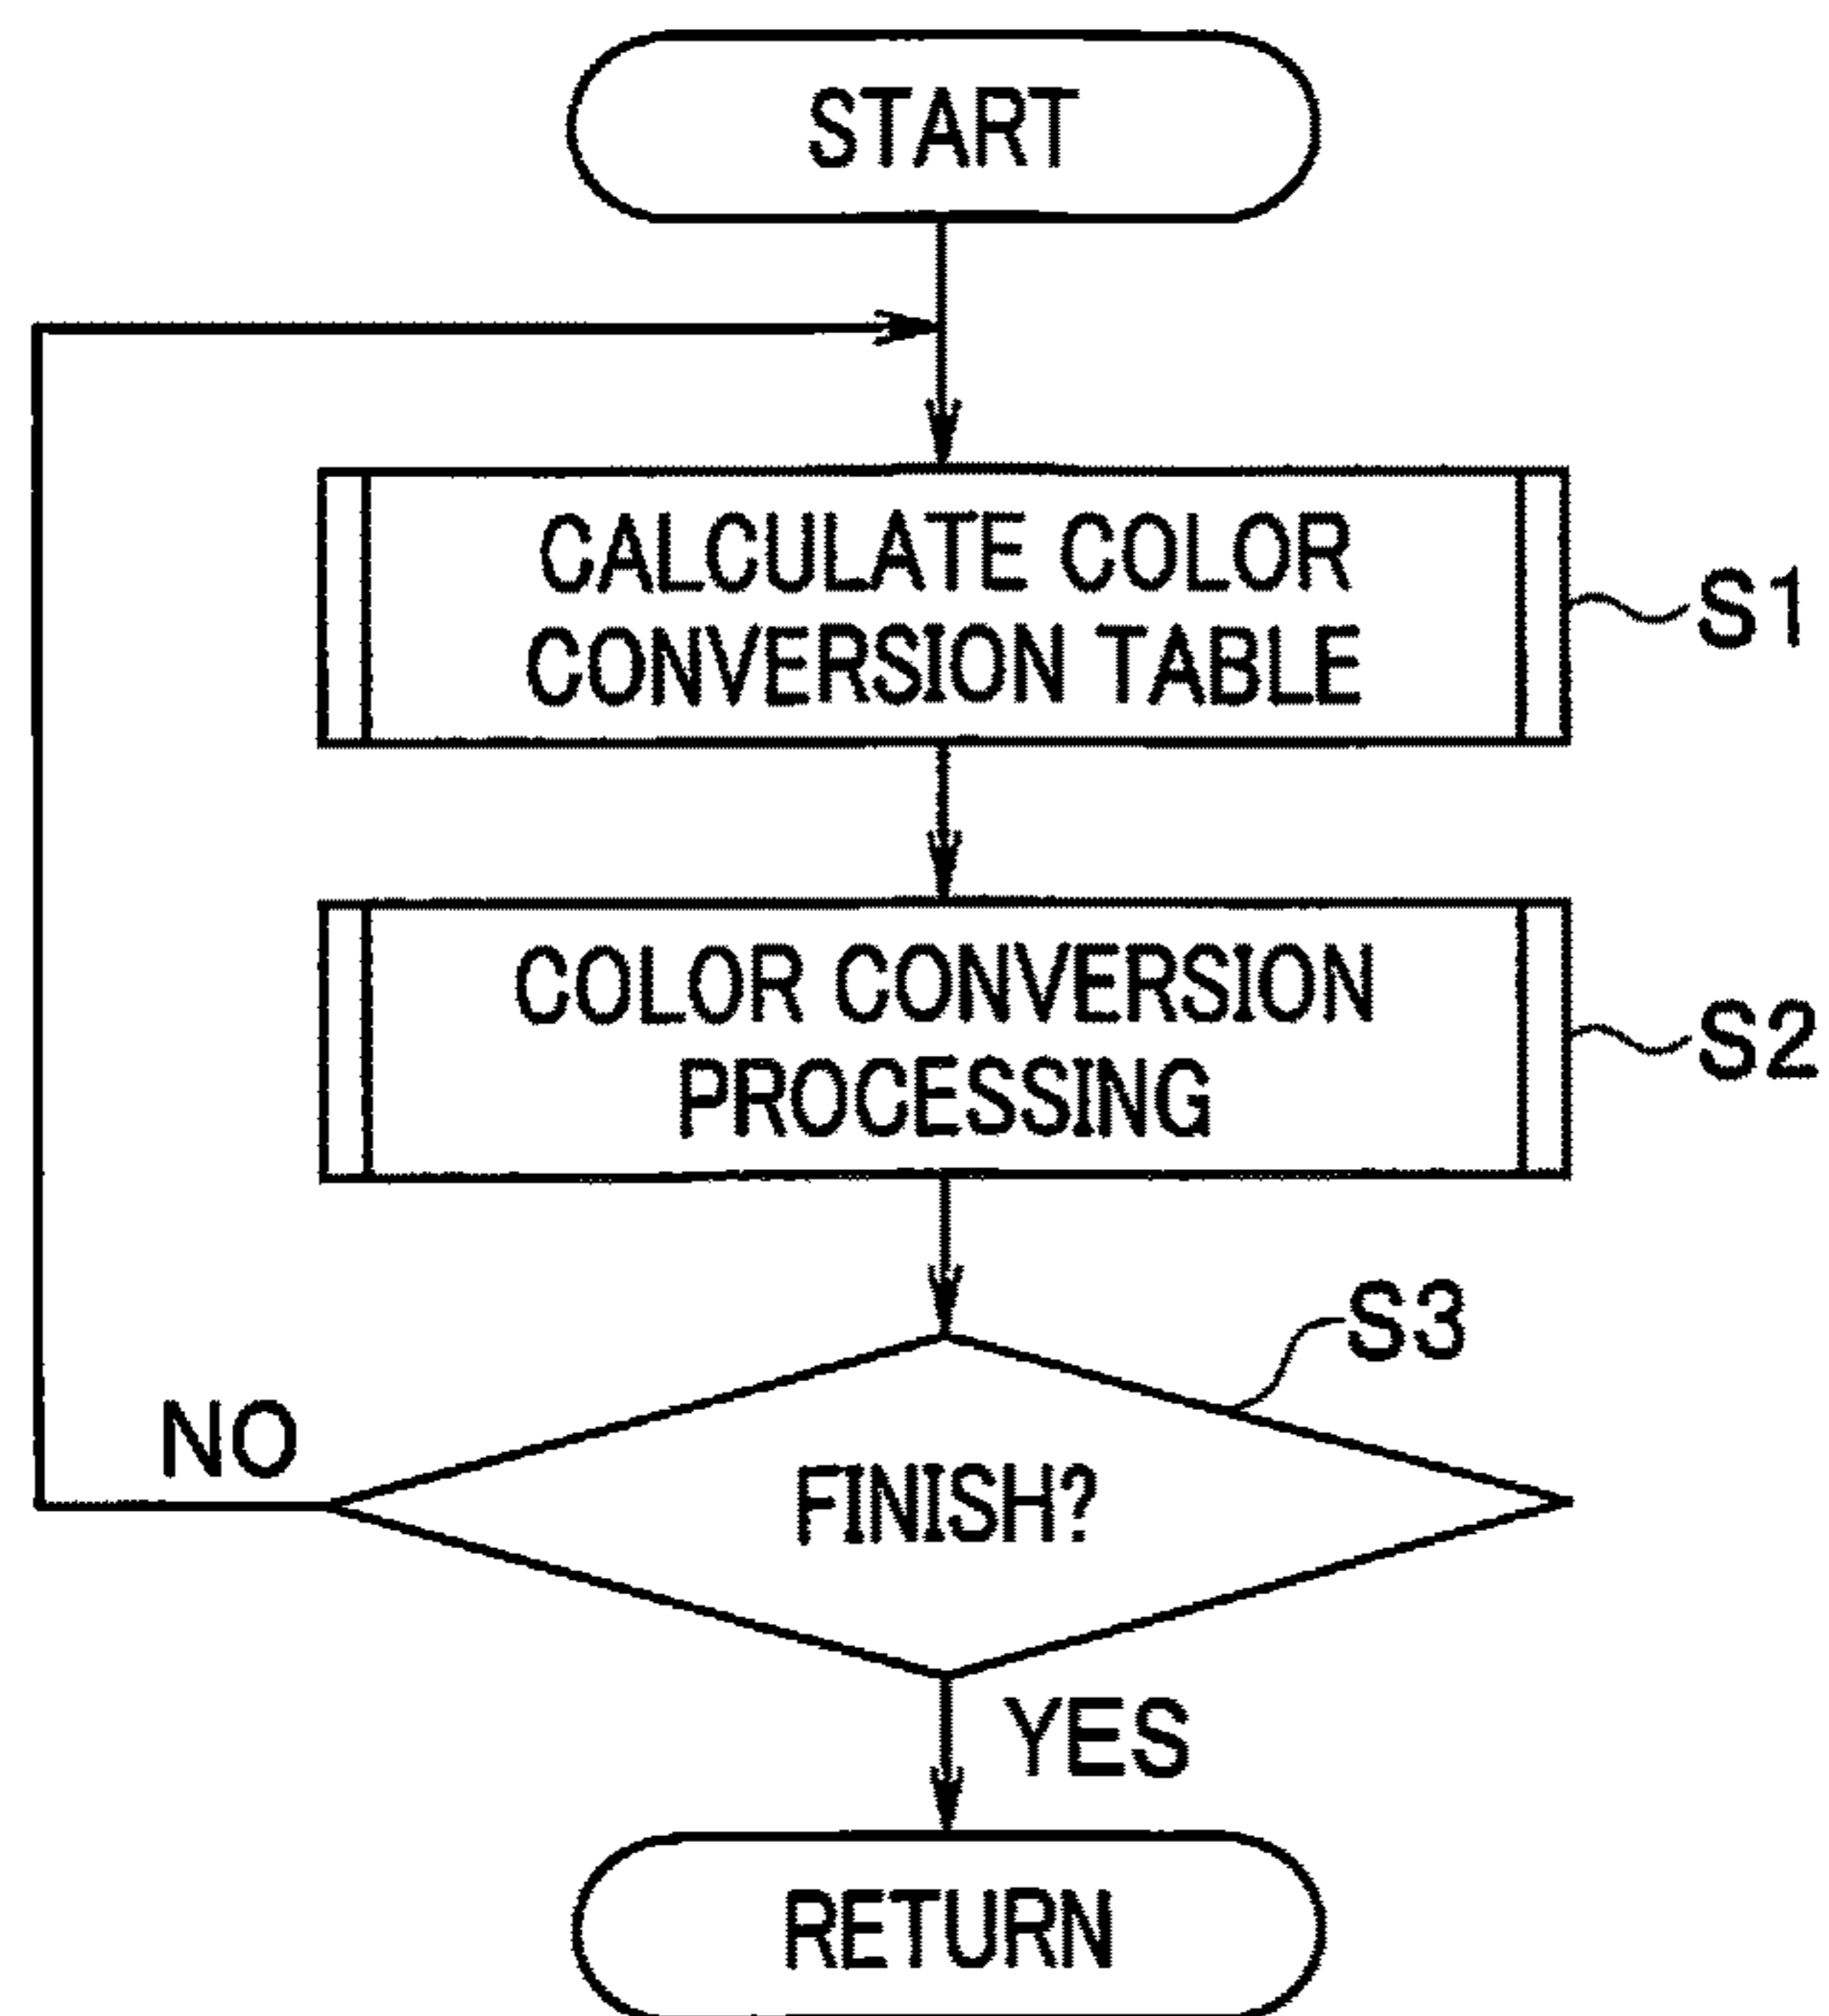 START
CALCULATE COLOR
CONVERSION TABLE
S1
COLOR CONVERSION
PROCESSING
S2
S3
FINISH?
NO
YES
RETURN